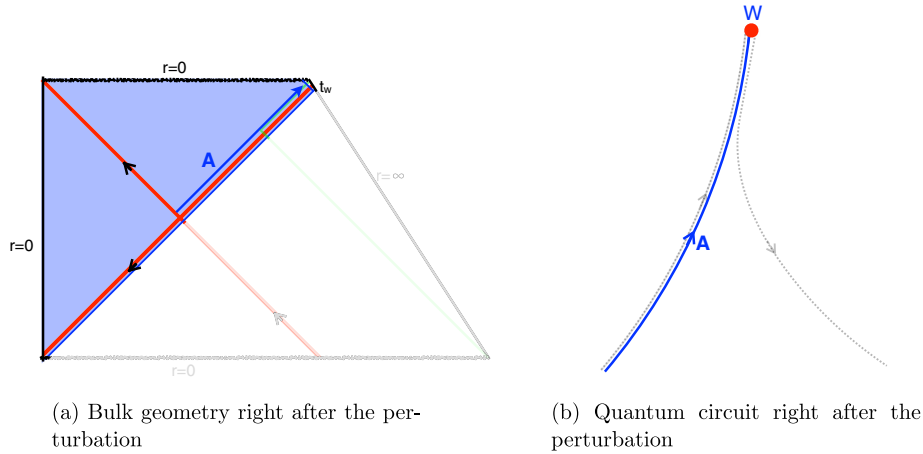 W
r=0
t_w
A
r=∞
r=0
A
r=0
(a) Bulk geometry right after the per-
turbation
(b) Quantum circuit right after the
perturbation